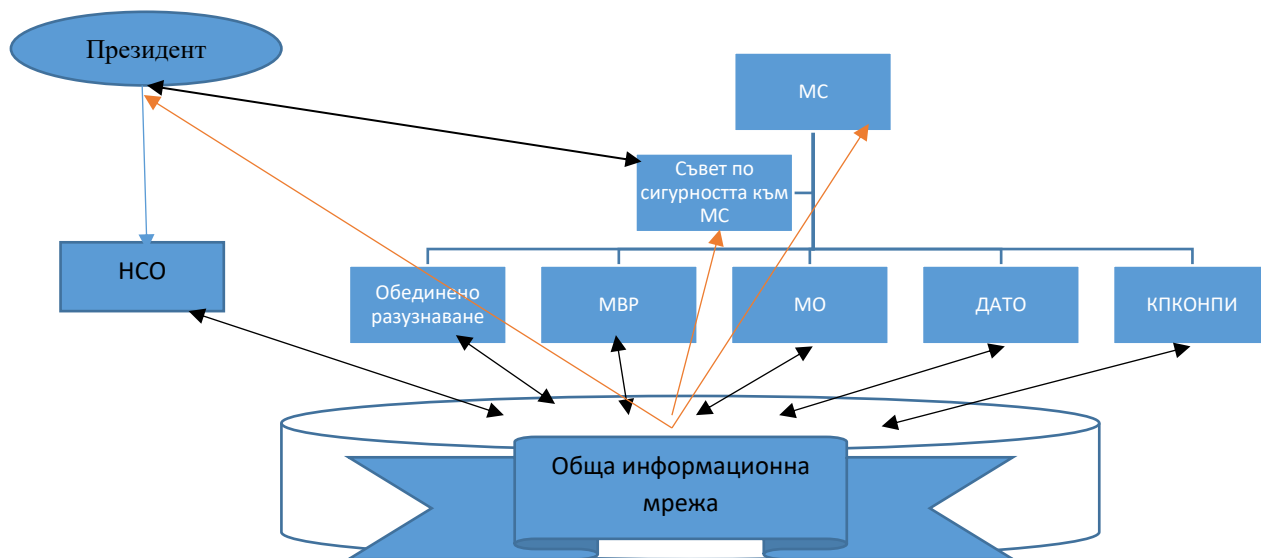 Президент
МС
Съвет по
сигурността към
МС
НСО
Обединено
разузнаване
МВР
МО
ДАТО
КПКОНПИ
Обща информационна
мрежа